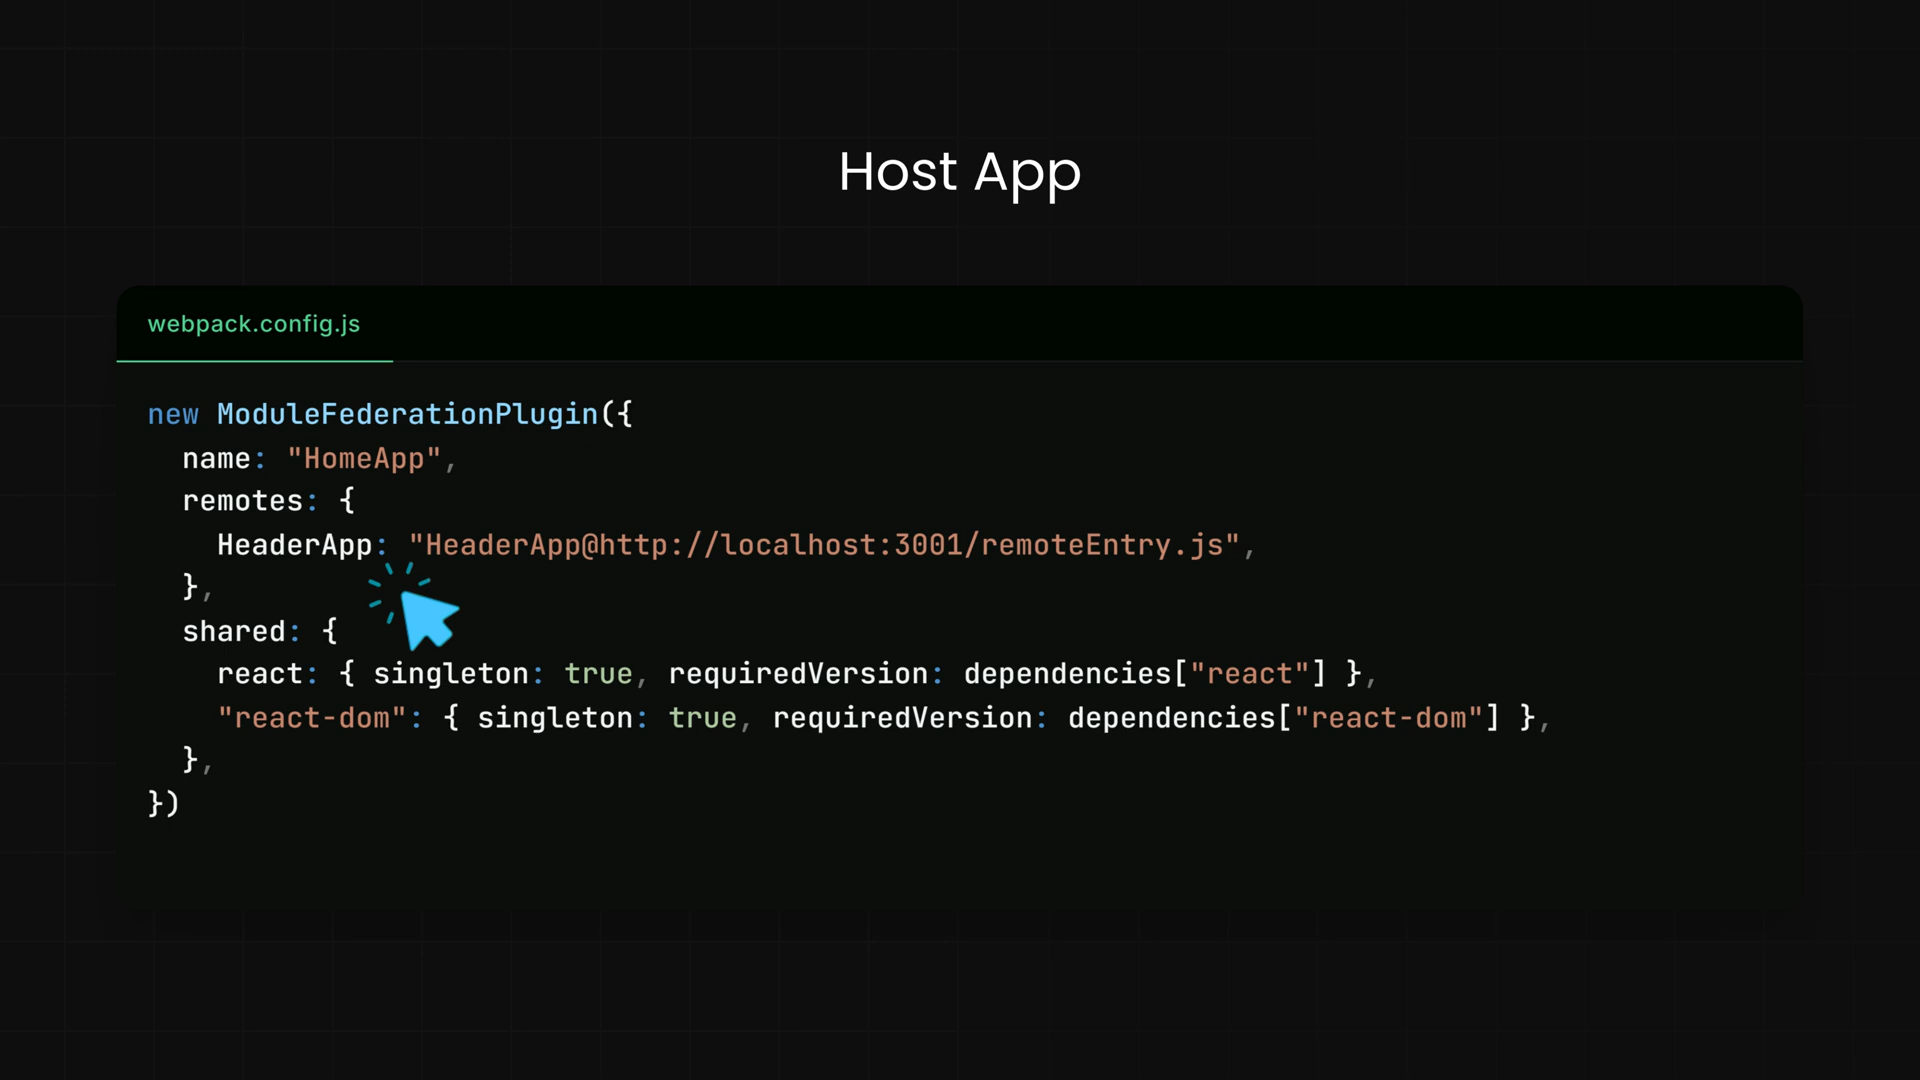 Host App
webpack.config.js
new ModuleFederationPlugin({
  name: "HomeApp",
  remotes: {
    HeaderApp: "HeaderApp@http://localhost:3001/remoteEntry.js",
  },
  shared: {
    react: { singleton: true, requiredVersion: dependencies["react"] },
    "react-dom": { singleton: true, requiredVersion: dependencies["react-dom"] },
  },
})